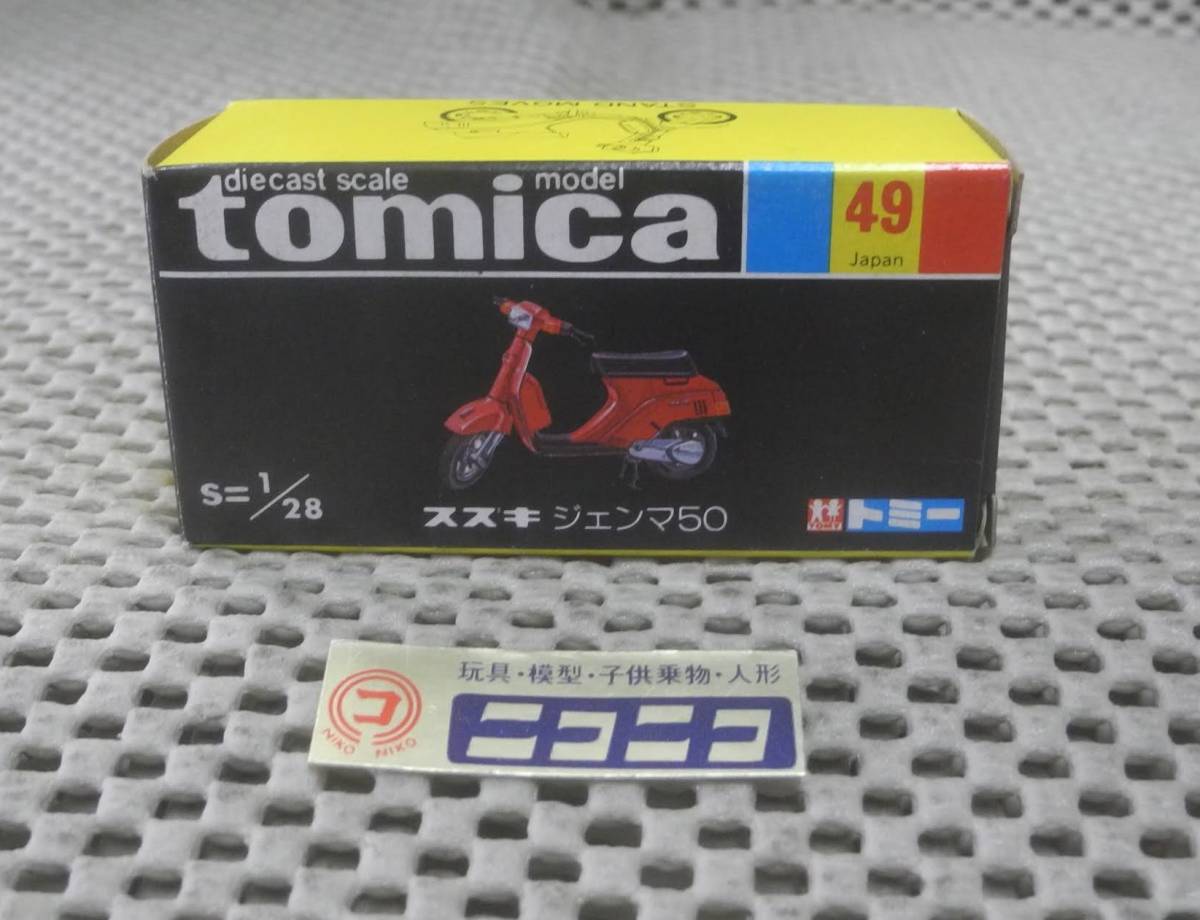 STAND MOVES
diecast scale model
tomica
49
Japan
S=1/28
スズキ ジェンマ50
TOMY トミー
玩具・模型・子供乗物・人形
コ
NIKO NIKO
ニコニコ